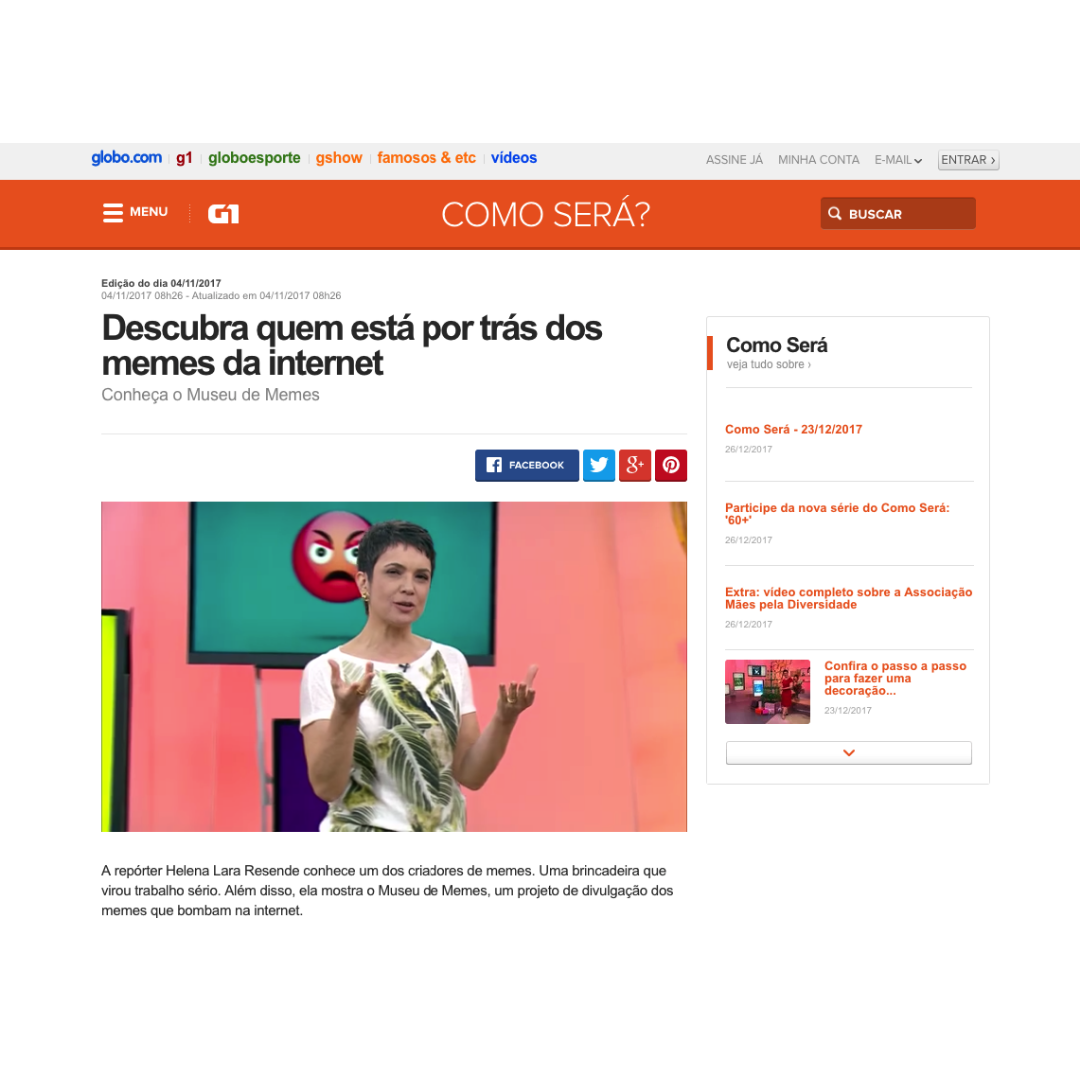 globo.com g1 globoesporte gshow famosos & etc vídeos
ASSINE JÁ MINHA CONTA E-MAIL ENTRAR ›
MENU G1 COMO SERÁ? BUSCAR
Edição do dia 04/11/2017
04/11/2017 08h26 - Atualizado em 04/11/2017 08h26
Descubra quem está por trás dos
memes da internet
Conheça o Museu de Memes
FACEBOOK
g+
A repórter Helena Lara Resende conhece um dos criadores de memes. Uma brincadeira que
virou trabalho sério. Além disso, ela mostra o Museu de Memes, um projeto de divulgação dos
memes que bombam na internet.
Como Será
veja tudo sobre ›
Como Será - 23/12/2017
26/12/2017
Participe da nova série do Como Será:
'60+'
26/12/2017
Extra: vídeo completo sobre a Associação
Mães pela Diversidade
26/12/2017
Confira o passo a passo
para fazer uma
decoração...
23/12/2017